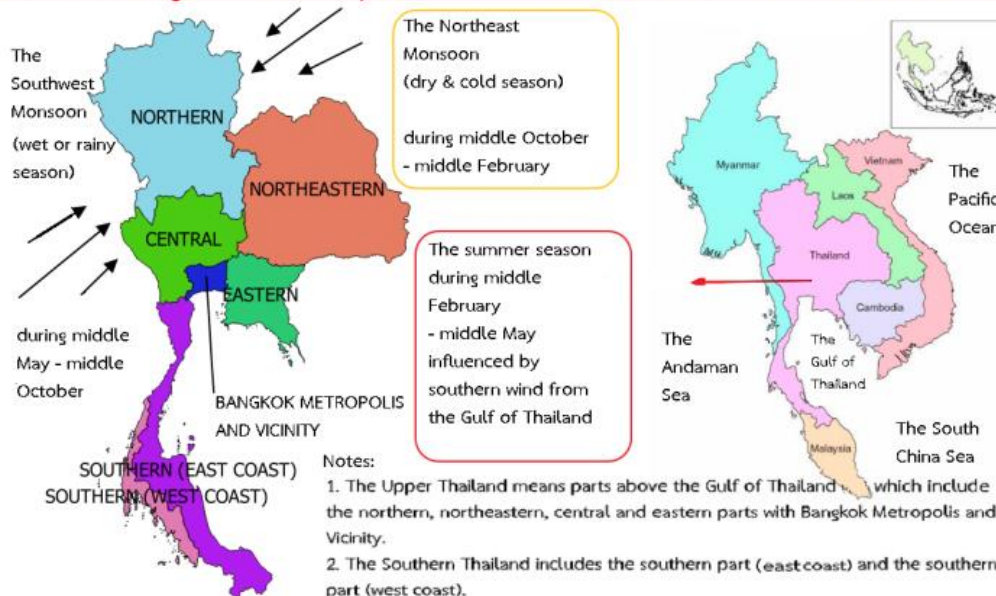 The
Southwest
Monsoon
(wet or rainy
season)
during middle
May - middle
October
NORTHERN
NORTHEASTERN
CENTRAL
EASTERN
BANGKOK METROPOLIS
AND VICINITY
SOUTHERN (EAST COAST)
SOUTHERN (WEST COAST)
The Northeast
Monsoon
(dry & cold season)
during middle October
- middle February
The summer season
during middle
February
- middle May
influenced by
southern wind from
the Gulf of Thailand
Myanmar
Vietnam
Laos
Thailand
Cambodia
Malaysia
The
Pacific
Ocean
The
Andaman
Sea
The
Gulf of
Thailand
The South
China Sea
Notes:
1. The Upper Thailand means parts above the Gulf of Thailand which include
the northern, northeastern, central and eastern parts with Bangkok Metropolis and
Vicinity.
2. The Southern Thailand includes the southern part (east coast) and the southern
part (west coast).